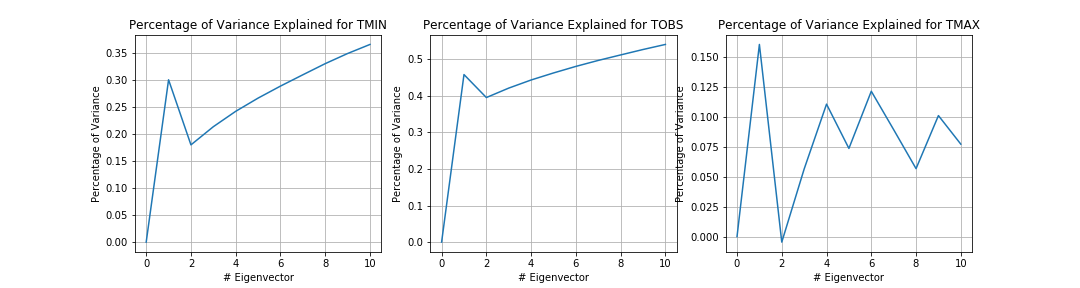 Percentage of Variance Explained for TMIN
Percentage of Variance
0.35
0.30
0.25
0.20
0.15
0.10
0.05
0.00
0 2 4 6 8 10
# Eigenvector
Percentage of Variance Explained for TOBS
Percentage of Variance
0.5
0.4
0.3
0.2
0.1
0.0
0 2 4 6 8 10
# Eigenvector
Percentage of Variance Explained for TMAX
Percentage of Variance
0.150
0.125
0.100
0.075
0.050
0.025
0.000
0 2 4 6 8 10
# Eigenvector